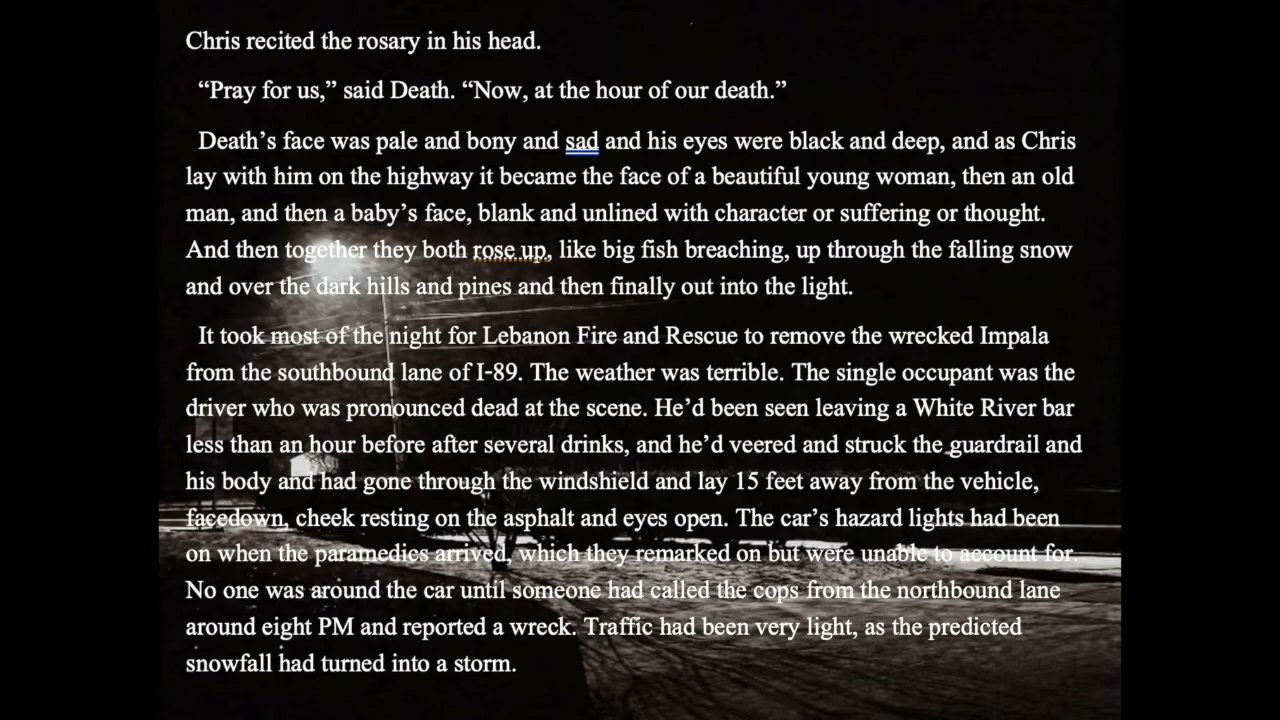 Chris recited the rosary in his head.
“Pray for us,” said Death. “Now, at the hour of our death.”
Death’s face was pale and bony and sad and his eyes were black and deep, and as Chris
lay with him on the highway it became the face of a beautiful young woman, then an old
man, and then a baby’s face, blank and unlined with character or suffering or thought.
And then together they both rose up, like big fish breaching, up through the falling snow
and over the dark hills and pines and then finally out into the light.
It took most of the night for Lebanon Fire and Rescue to remove the wrecked Impala
from the southbound lane of I-89. The weather was terrible. The single occupant was the
driver who was pronounced dead at the scene. He’d been seen leaving a White River bar
less than an hour before after several drinks, and he’d veered and struck the guardrail and
his body and had gone through the windshield and lay 15 feet away from the vehicle,
facedown, cheek resting on the asphalt and eyes open. The car’s hazard lights had been
on when the paramedics arrived, which they remarked on but were unable to account for.
No one was around the car until someone had called the cops from the northbound lane
around eight PM and reported a wreck. Traffic had been very light, as the predicted
snowfall had turned into a storm.